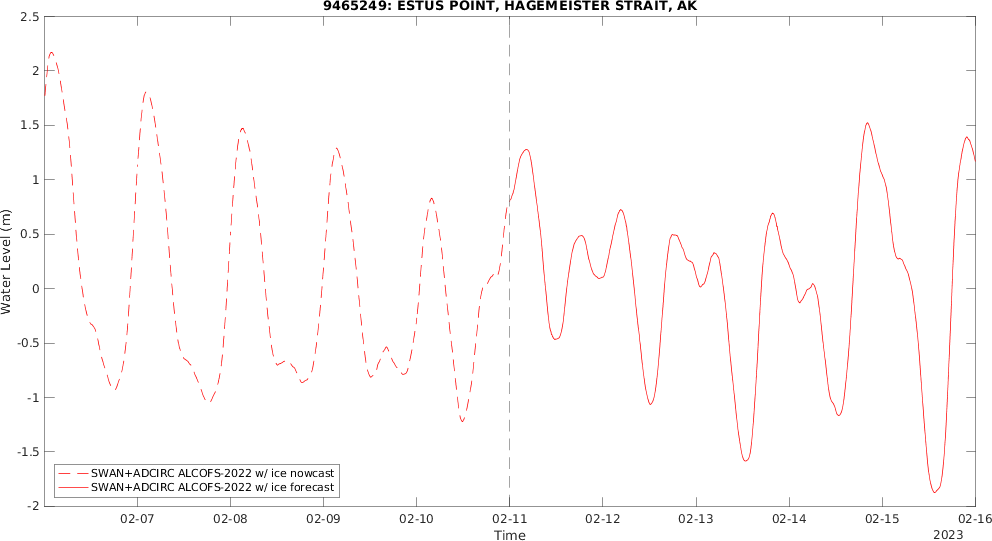 9465249: ESTUS POINT, HAGEMEISTER STRAIT, AK
2.5
2
1.5
1
0.5
0
-0.5
-1
-1.5
-2
Water Level (m)
SWAN+ADCIRC ALCOFS-2022 w/ ice nowcast
SWAN+ADCIRC ALCOFS-2022 w/ ice forecast
02-07 02-08 02-09 02-10 02-11 02-12 02-13 02-14 02-15 02-16
Time
2023